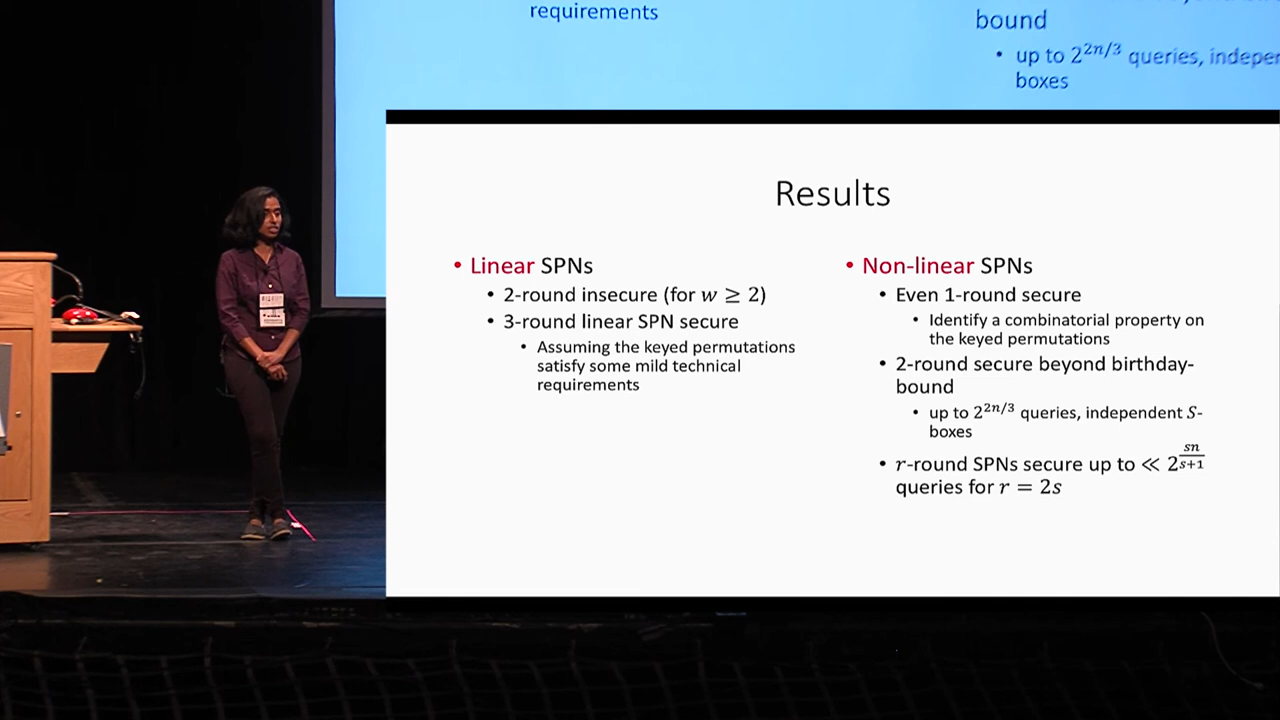 requirements
bound
• up to 2^{2n/3} queries,
boxes
Results
• Linear SPNs
• 2-round insecure (for w ≥ 2)
• 3-round linear SPN secure
• Assuming the keyed permutations
satisfy some mild technical
requirements
• Non-linear SPNs
• Even 1-round secure
• Identify a combinatorial property on
the keyed permutations
• 2-round secure beyond birthday-
bound
• up to 2^{2n/3} queries, independent S-
boxes
• r-round SPNs secure up to ≪ 2^{sn/(s+1)}
queries for r = 2s